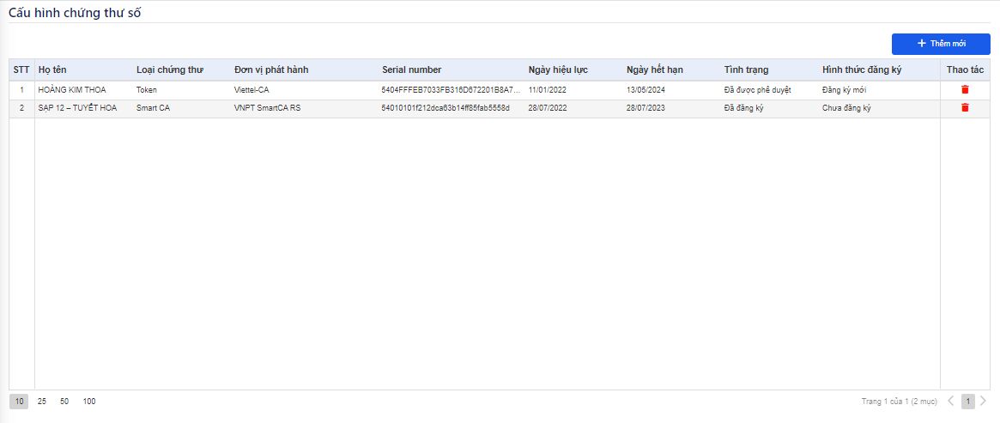 Cấu hình chứng thư số
Thêm mới
STT Họ tên Loại chứng thư Đơn vị phát hành Serial number Ngày hiệu lực Ngày hết hạn Tình trạng Hình thức đăng ký Thao tác
1 HOÀNG KIM THOA Token Viettel-CA 5404FFFEB7033FB316D672201B8A7... 11/01/2022 13/05/2024 Đã được phê duyệt Đăng ký mới
2 SẠP 12 – TUYẾT HOA Smart CA VNPT SmartCA RS 54010101f212dca63b14ff85fab5558d 28/07/2022 28/07/2023 Đã đăng ký Chưa đăng ký
10 25 50 100 Trang 1 của 1 (2 mục) 1